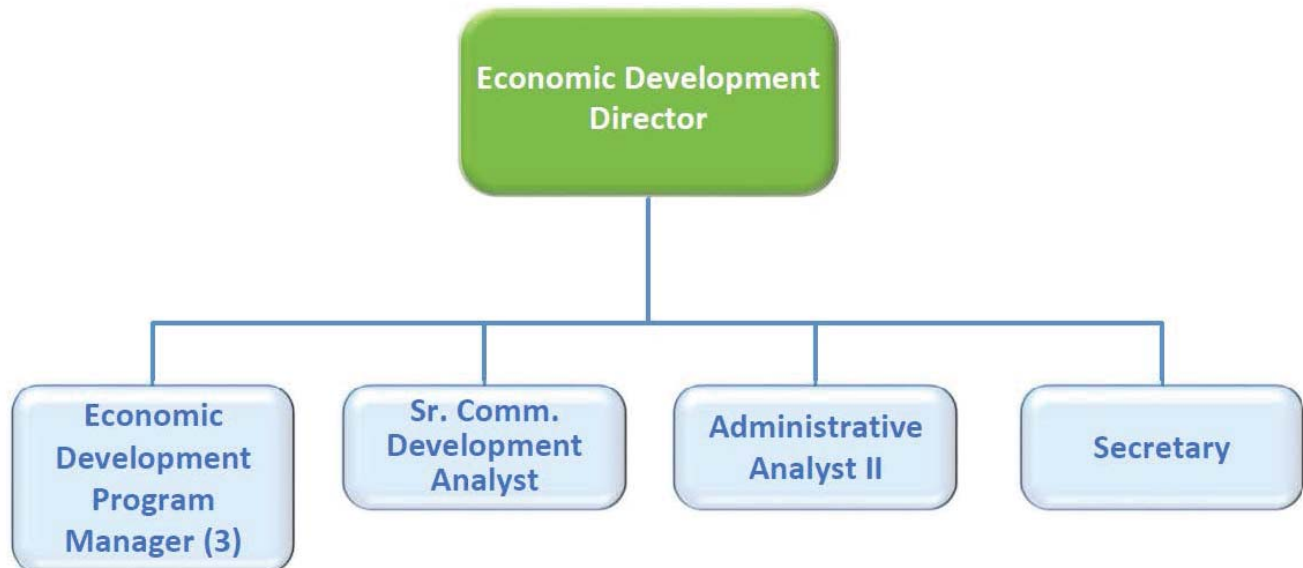 Economic Development
Director
Economic
Development
Program
Manager (3)
Sr. Comm.
Development
Analyst
Administrative
Analyst II
Secretary